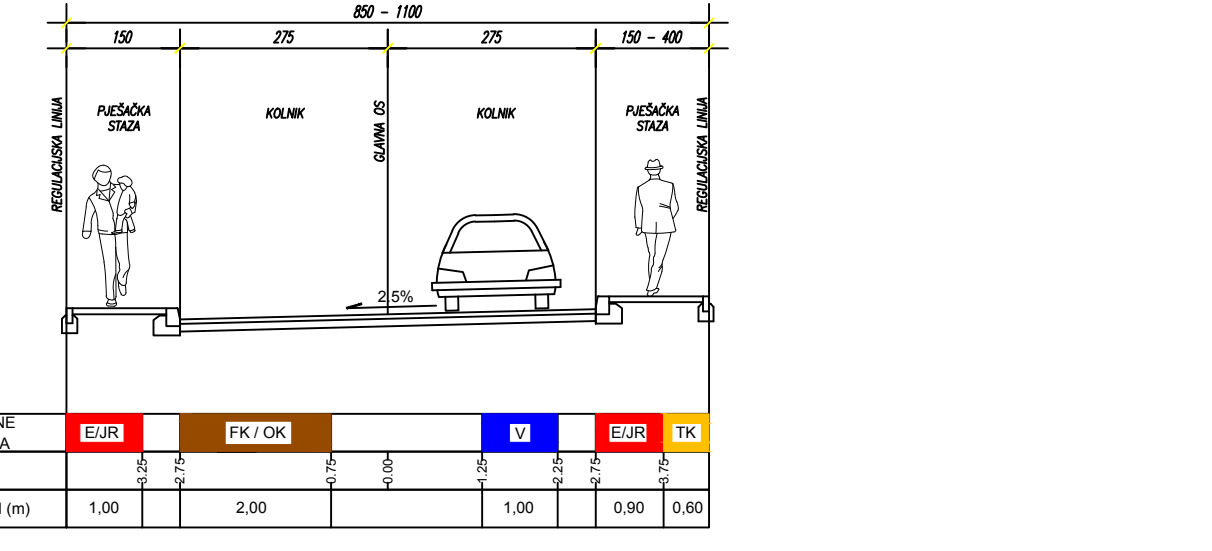 850 - 1100
150
275
275
150 - 400
REGULACIJSKA LINIJA
PJEŠAČKA
STAZA
KOLNIK
GLAVNA OS
KOLNIK
PJEŠAČKA
STAZA
REGULACIJSKA LINIJA
2.5%
NE
A
E/JR
FK / OK
V
E/JR
TK
3.25
2.75
0.75
0.00
1.25
2.25
2.75
3.75
(m)
1,00
2,00
1,00
0,90
0,60